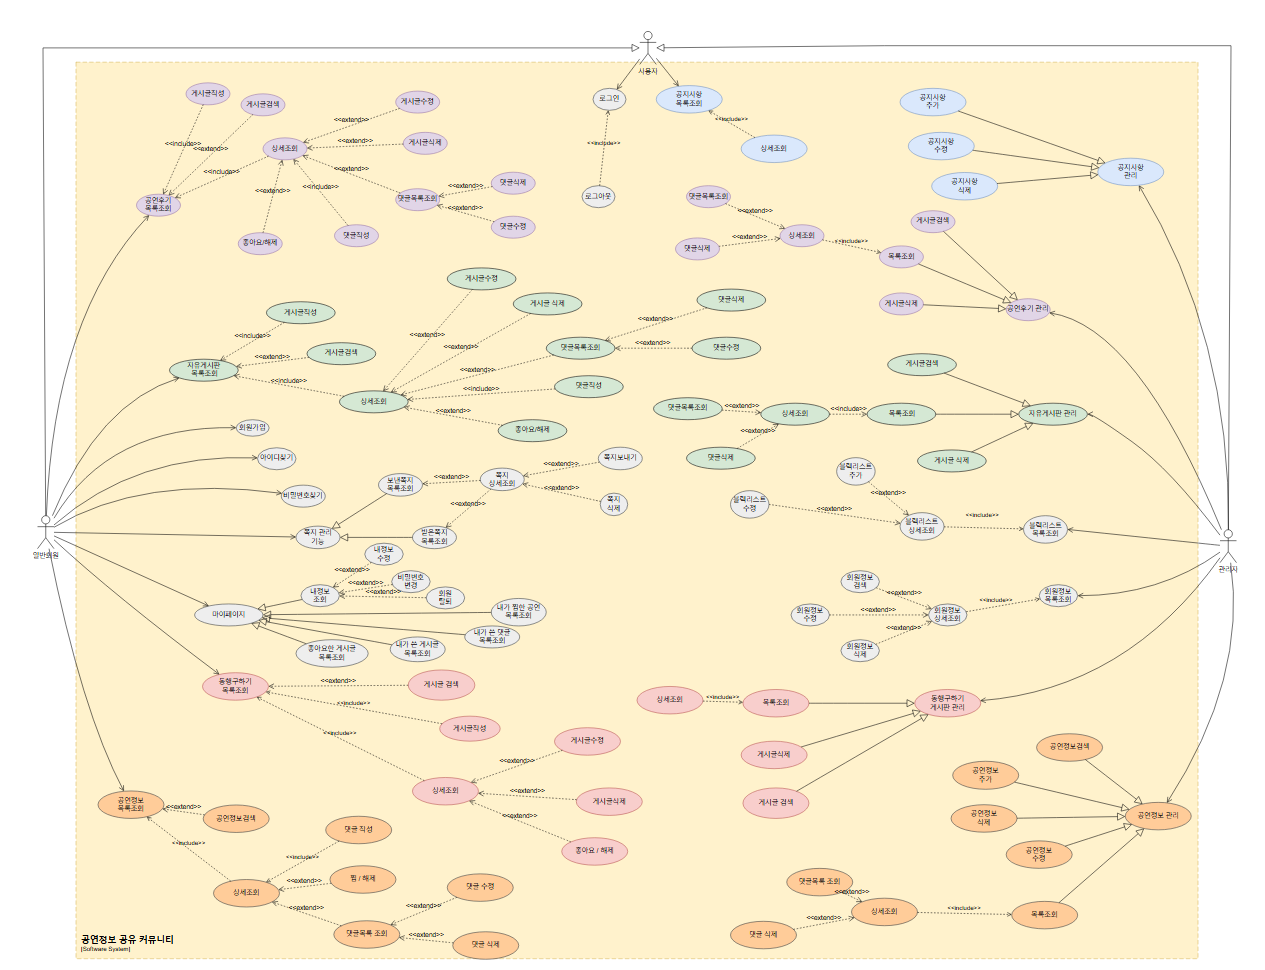 사용자
일반회원
관리자
로그인
<<include>>
로그아웃
공지사항
목록조회
<<include>>
상세조회
게시글작성
게시글검색
<<include>>
<<extend>>
상세조회
<<include>>
공연후기
목록조회
게시글수정
<<extend>>
게시글삭제
<<extend>>
<<extend>>
댓글목록조회
<<extend>>
댓글삭제
<<extend>>
댓글수정
<<extend>>
좋아요/해제
<<include>>
댓글작성
공지사항
추가
공지사항
수정
공지사항
삭제
공지사항
관리
댓글목록조회
<<extend>>
댓글삭제
<<extend>>
상세조회
<<include>>
목록조회
게시글검색
게시글삭제
공연후기 관리
게시글작성
<<include>>
게시글검색
<<extend>>
자유게시판
목록조회
<<include>>
상세조회
게시글수정
<<extend>>
게시글 삭제
<<extend>>
댓글목록조회
<<extend>>
댓글삭제
<<extend>>
댓글수정
<<extend>>
<<include>>
댓글작성
<<extend>>
좋아요/해제
게시글검색
댓글목록조회
<<extend>>
상세조회
<<include>>
목록조회
자유게시판 관리
<<extend>>
댓글삭제
게시글 삭제
회원가입
아이디찾기
비밀번호찾기
쪽지 관리
기능
보낸쪽지
목록조회
<<extend>>
쪽지
상세조회
<<extend>>
쪽지보내기
<<extend>>
쪽지
삭제
<<extend>>
받은쪽지
목록조회
블랙리스트
추가
<<extend>>
블랙리스트
수정
<<extend>>
블랙리스트
상세조회
<<include>>
블랙리스트
목록조회
내정보
수정
<<extend>>
비밀번호
변경
<<extend>>
회원
탈퇴
<<extend>>
내정보
조회
마이페이지
내가 찜한 공연
목록조회
내가 쓴 댓글
목록조회
내가 쓴 게시글
목록조회
좋아요한 게시글
목록조회
회원정보
검색
<<extend>>
회원정보
수정
<<extend>>
회원정보
삭제
<<extend>>
회원정보
상세조회
<<include>>
회원정보
목록조회
동행구하기
목록조회
<<extend>>
게시글 검색
<<include>>
게시글작성
<<include>>
상세조회
<<extend>>
게시글수정
<<extend>>
게시글삭제
<<extend>>
좋아요 / 해제
상세조회
<<include>>
목록조회
동행구하기
게시판 관리
게시글삭제
게시글 검색
공연정보
목록조회
<<extend>>
공연정보검색
<<include>>
상세조회
<<include>>
댓글 작성
<<extend>>
찜 / 해제
<<extend>>
댓글목록 조회
<<extend>>
댓글 수정
<<extend>>
댓글 삭제
공연정보검색
공연정보
추가
공연정보
삭제
공연정보
수정
공연정보 관리
댓글목록 조회
<<extend>>
댓글 삭제
<<extend>>
상세조회
<<include>>
목록조회
공연정보 공유 커뮤니티
[Software System]